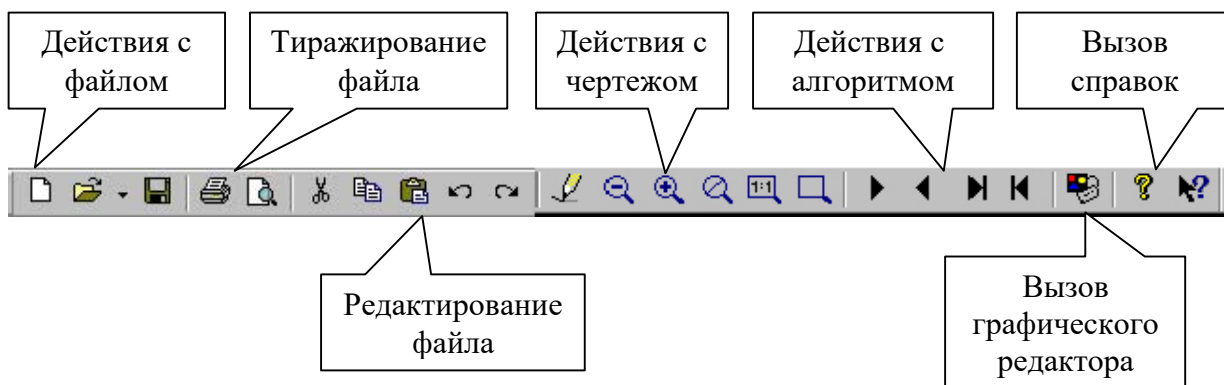 Действия с
файлом
Тиражирование
файла
Действия с
чертежом
Действия с
алгоритмом
Вызов
справок
1:1
Редактирование
файла
Вызов
графического
редактора